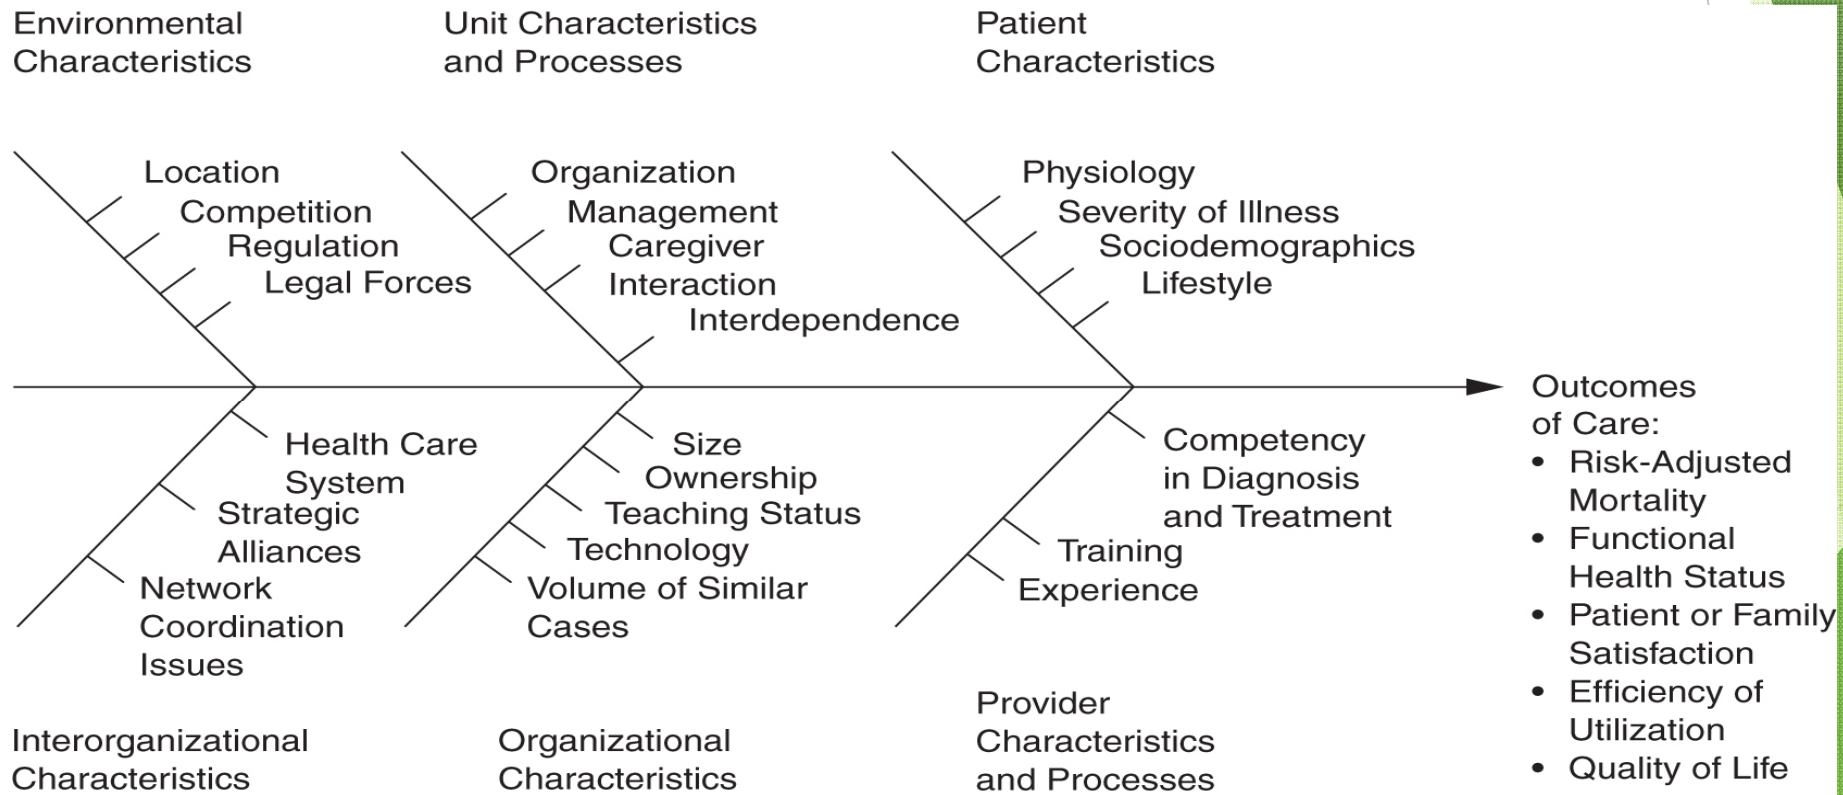 Environmental
Characteristics
Unit Characteristics
and Processes
Patient
Characteristics
Location
Competition
Regulation
Legal Forces
Organization
Management
Caregiver
Interaction
Interdependence
Physiology
Severity of Illness
Sociodemographics
Lifestyle
Health Care
System
Strategic
Alliances
Network
Coordination
Issues
Size
Ownership
Teaching Status
Technology
Volume of Similar
Cases
Competency
in Diagnosis
and Treatment
Training
Experience
Interorganizational
Characteristics
Organizational
Characteristics
Provider
Characteristics
and Processes
Outcomes
of Care:
• Risk-Adjusted
Mortality
• Functional
Health Status
• Patient or Family
Satisfaction
• Efficiency of
Utilization
• Quality of Life